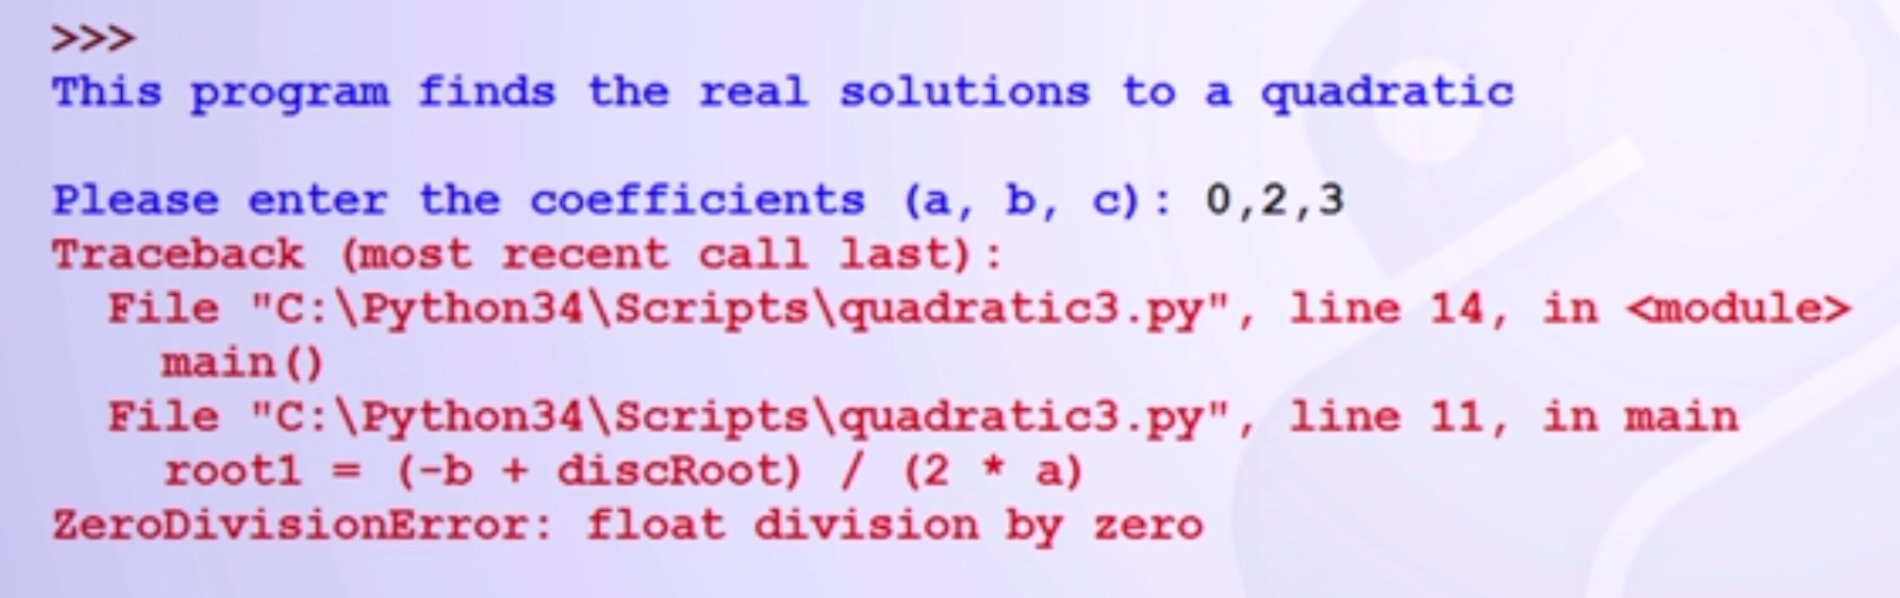 >>>
This program finds the real solutions to a quadratic
Please enter the coefficients (a, b, c): 0,2,3
Traceback (most recent call last):
  File "C:\Python34\Scripts\quadratic3.py", line 14, in <module>
    main()
  File "C:\Python34\Scripts\quadratic3.py", line 11, in main
    root1 = (-b + discRoot) / (2 * a)
ZeroDivisionError: float division by zero